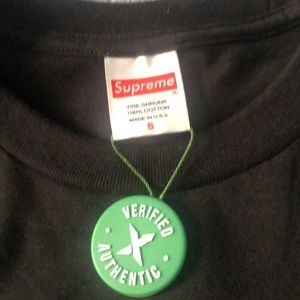 Supreme
®
PRE-SHRUNK
100% COTTON
MADE IN U.S.A.
S
VERIFIED
X
AUTHENTIC